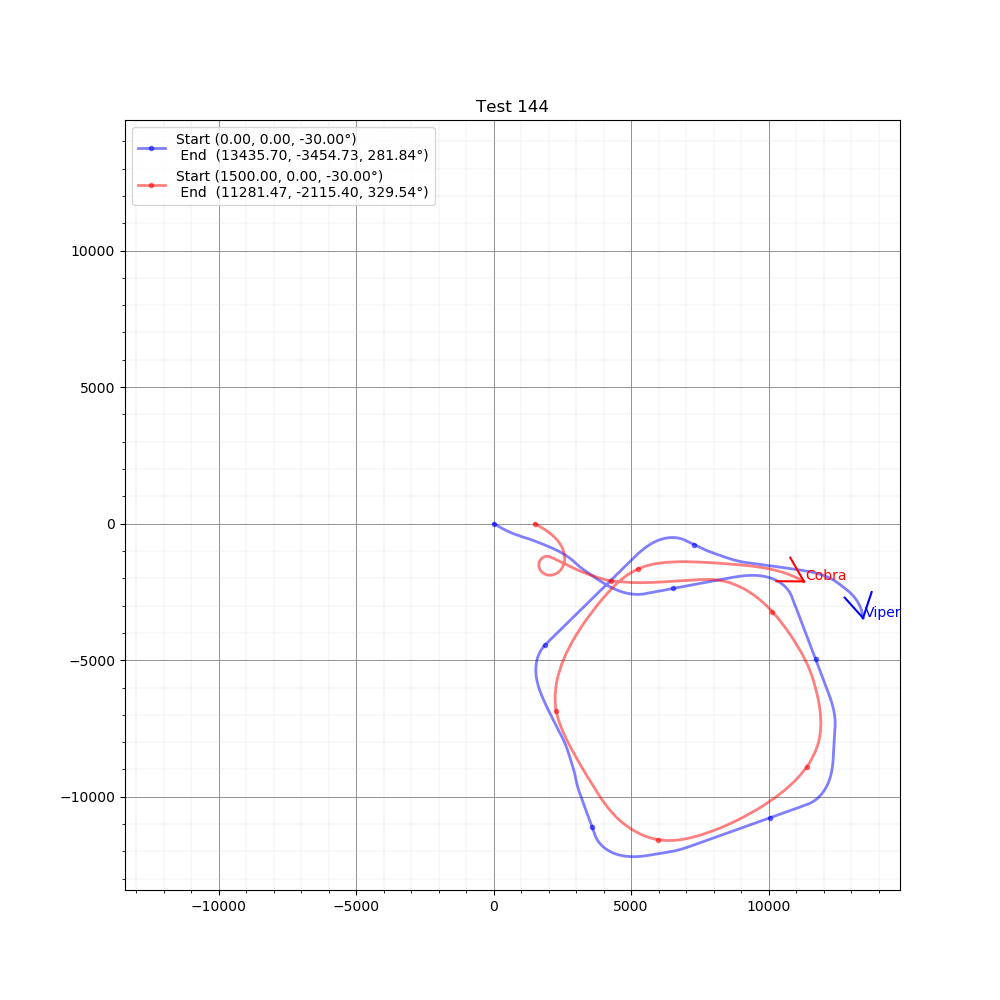 Test 144
Start (0.00, 0.00, -30.00°)
End  (13435.70, -3454.73, 281.84°)
Start (1500.00, 0.00, -30.00°)
End  (11281.47, -2115.40, 329.54°)
10000
5000
0
−5000
−10000
Cobra
Viper
−10000
−5000
0
5000
10000